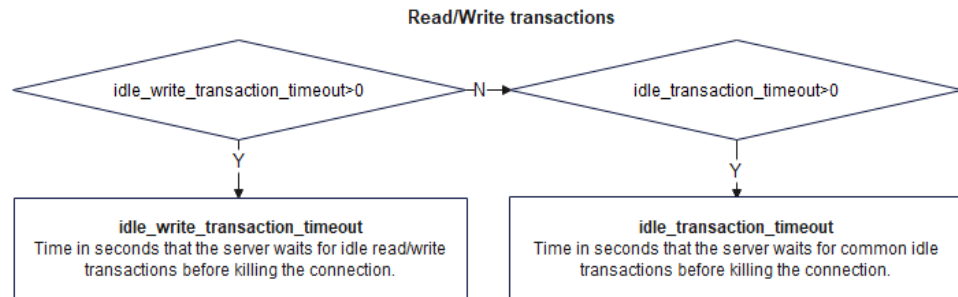 Read/Write transactions
idle_write_transaction_timeout>0
N
idle_transaction_timeout>0
Y
Y
idle_write_transaction_timeout
Time in seconds that the server waits for idle read/write
transactions before killing the connection.
idle_transaction_timeout
Time in seconds that the server waits for common idle
transactions before killing the connection.